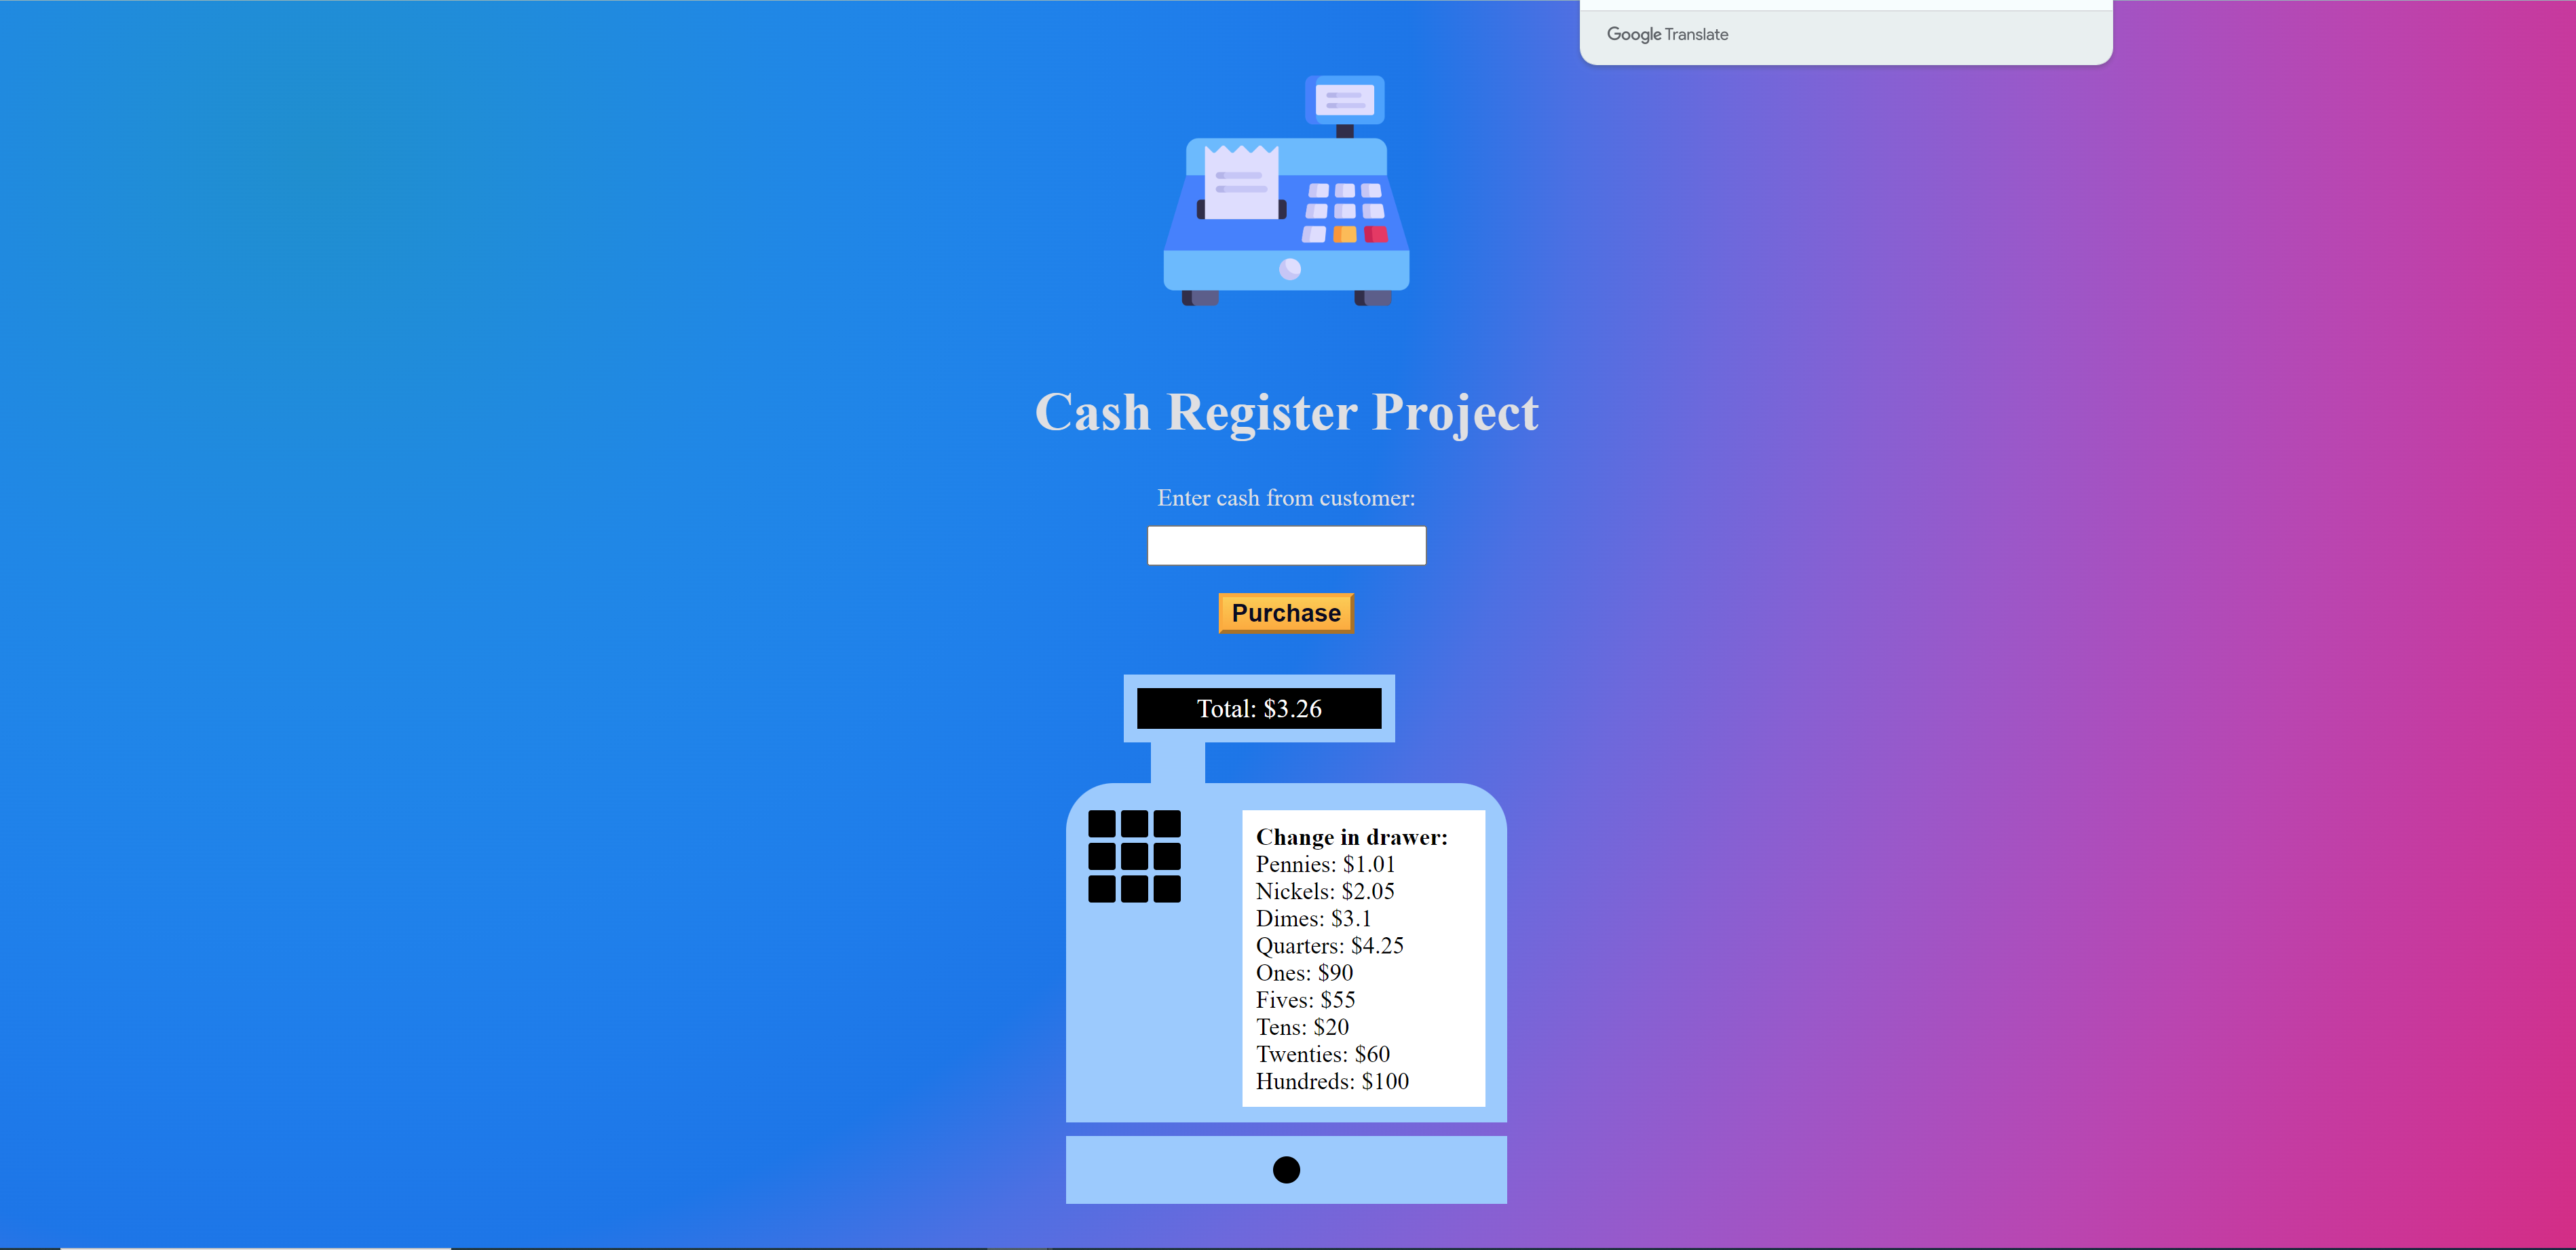 Google Translate
Cash Register Project
Enter cash from customer:
Purchase
Total: $3.26
Change in drawer:
Pennies: $1.01
Nickels: $2.05
Dimes: $3.1
Quarters: $4.25
Ones: $90
Fives: $55
Tens: $20
Twenties: $60
Hundreds: $100